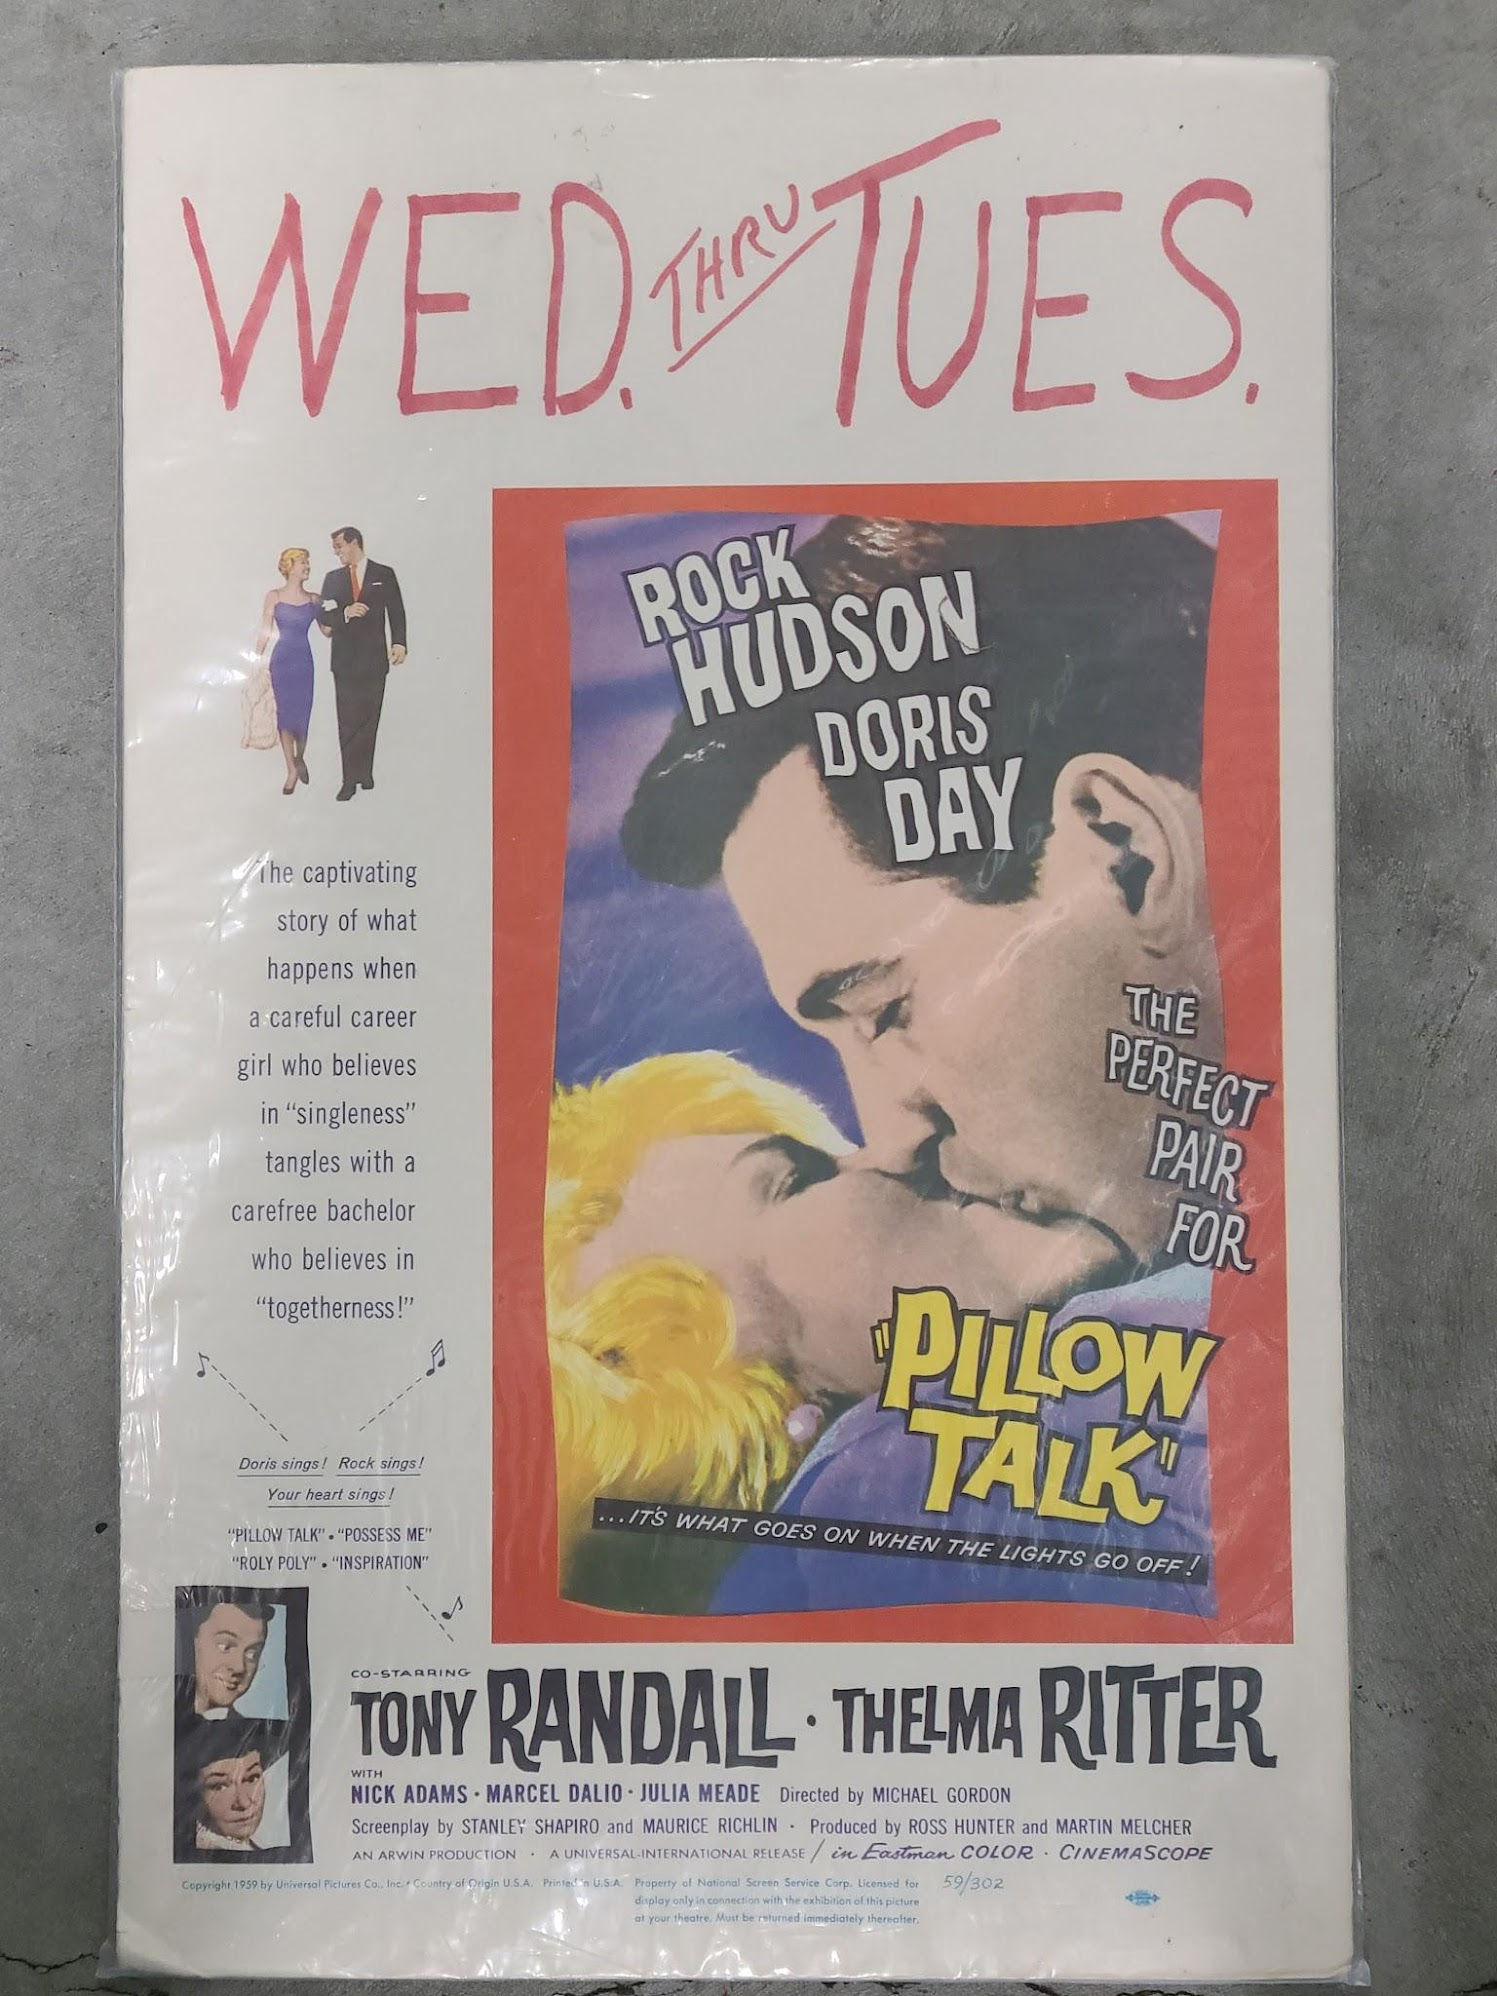 WED. THRU TUES.
ROCK
HUDSON
DORIS
DAY
THE
PERFECT
PAIR
FOR
"PILLOW
TALK"
...IT'S WHAT GOES ON WHEN THE LIGHTS GO OFF!
The captivating
story of what
happens when
a careful career
girl who believes
in "singleness"
tangles with a
carefree bachelor
who believes in
"togetherness!"
Doris sings! Rock sings!
Your heart sings!
"PILLOW TALK" • "POSSESS ME"
"ROLY POLY" • "INSPIRATION"
CO-STARRING
TONY RANDALL · THELMA RITTER
WITH
NICK ADAMS · MARCEL DALIO · JULIA MEADE Directed by MICHAEL GORDON
Screenplay by STANLEY SHAPIRO and MAURICE RICHLIN · Produced by ROSS HUNTER and MARTIN MELCHER
AN ARWIN PRODUCTION · A UNIVERSAL-INTERNATIONAL RELEASE / in Eastman COLOR · CINEMASCOPE
Copyright 1959 by Universal Pictures Co., Inc. • Country of Origin U.S.A. Printed in U.S.A. Property of National Screen Service Corp. Licensed for 59/302
display only in connection with the exhibition of this picture
at your theatre. Must be returned immediately thereafter.